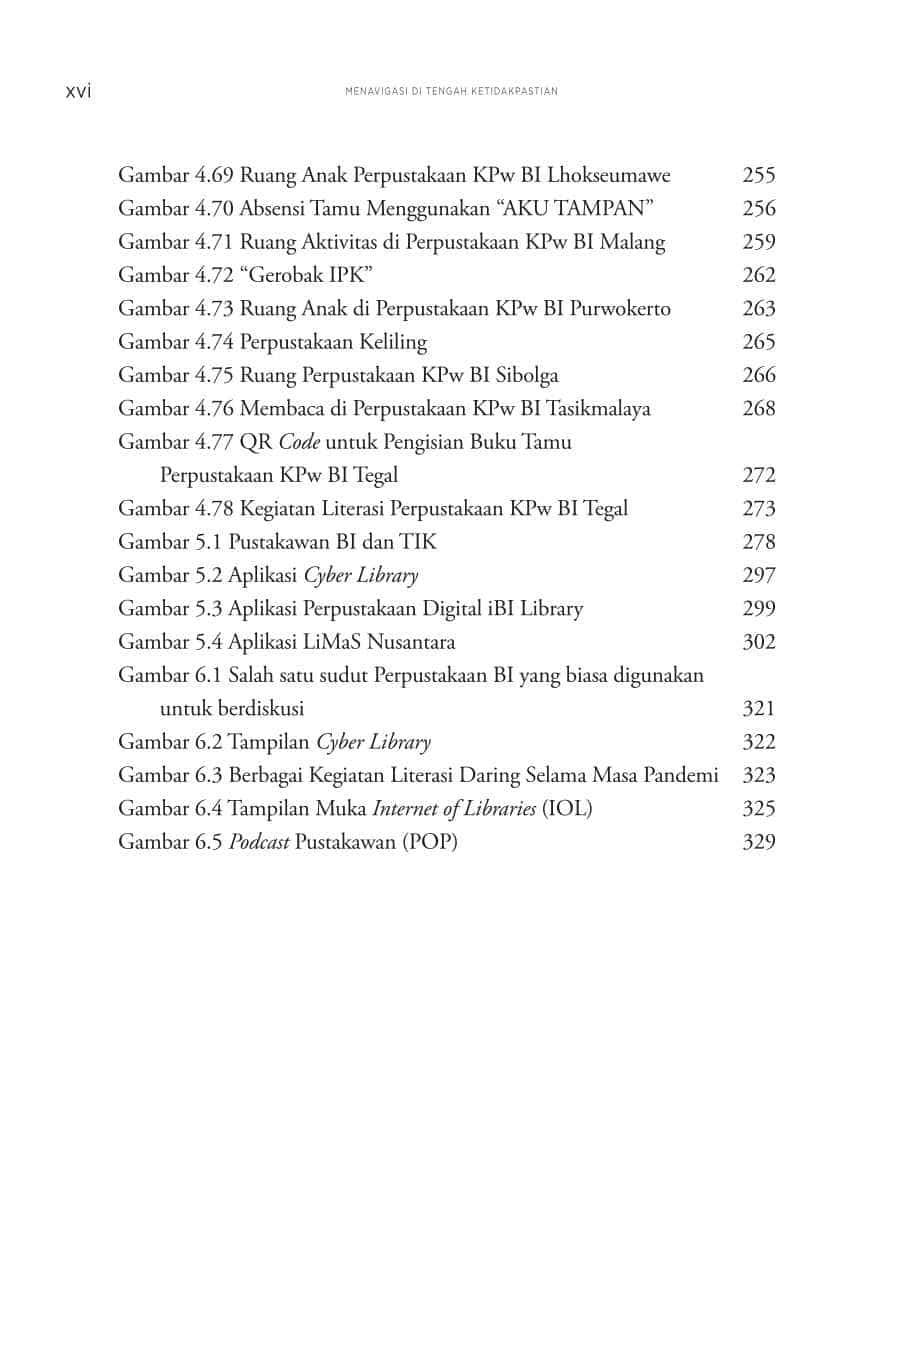 xvi
MENAVIGASI DI TENGAH KETIDAKPASTIAN
Gambar 4.69 Ruang Anak Perpustakaan KPw BI Lhokseumawe 255
Gambar 4.70 Absensi Tamu Menggunakan “AKU TAMPAN” 256
Gambar 4.71 Ruang Aktivitas di Perpustakaan KPw BI Malang 259
Gambar 4.72 “Gerobak IPK” 262
Gambar 4.73 Ruang Anak di Perpustakaan KPw BI Purwokerto 263
Gambar 4.74 Perpustakaan Keliling 265
Gambar 4.75 Ruang Perpustakaan KPw BI Sibolga 266
Gambar 4.76 Membaca di Perpustakaan KPw BI Tasikmalaya 268
Gambar 4.77 QR Code untuk Pengisian Buku Tamu
Perpustakaan KPw BI Tegal 272
Gambar 4.78 Kegiatan Literasi Perpustakaan KPw BI Tegal 273
Gambar 5.1 Pustakawan BI dan TIK 278
Gambar 5.2 Aplikasi Cyber Library 297
Gambar 5.3 Aplikasi Perpustakaan Digital iBI Library 299
Gambar 5.4 Aplikasi LiMaS Nusantara 302
Gambar 6.1 Salah satu sudut Perpustakaan BI yang biasa digunakan
untuk berdiskusi 321
Gambar 6.2 Tampilan Cyber Library 322
Gambar 6.3 Berbagai Kegiatan Literasi Daring Selama Masa Pandemi 323
Gambar 6.4 Tampilan Muka Internet of Libraries (IOL) 325
Gambar 6.5 Podcast Pustakawan (POP) 329